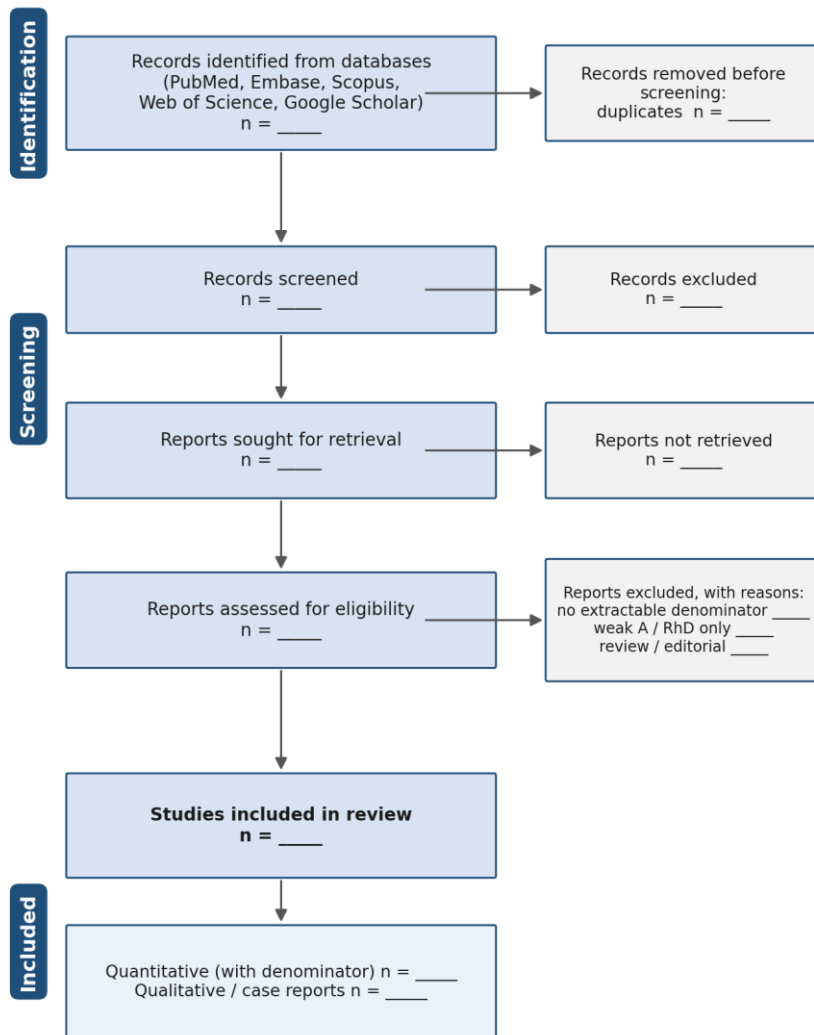 Identification
Records identified from databases
(PubMed, Embase, Scopus,
Web of Science, Google Scholar)
n = _____
Records removed before
screening:
duplicates  n = _____
Screening
Records screened
n = _____
Records excluded
n = _____
Reports sought for retrieval
n = _____
Reports not retrieved
n = _____
Reports assessed for eligibility
n = _____
Reports excluded, with reasons:
no extractable denominator _____
weak A / RhD only _____
review / editorial _____
Included
Studies included in review
n = _____
Quantitative (with denominator) n = _____
Qualitative / case reports n = _____